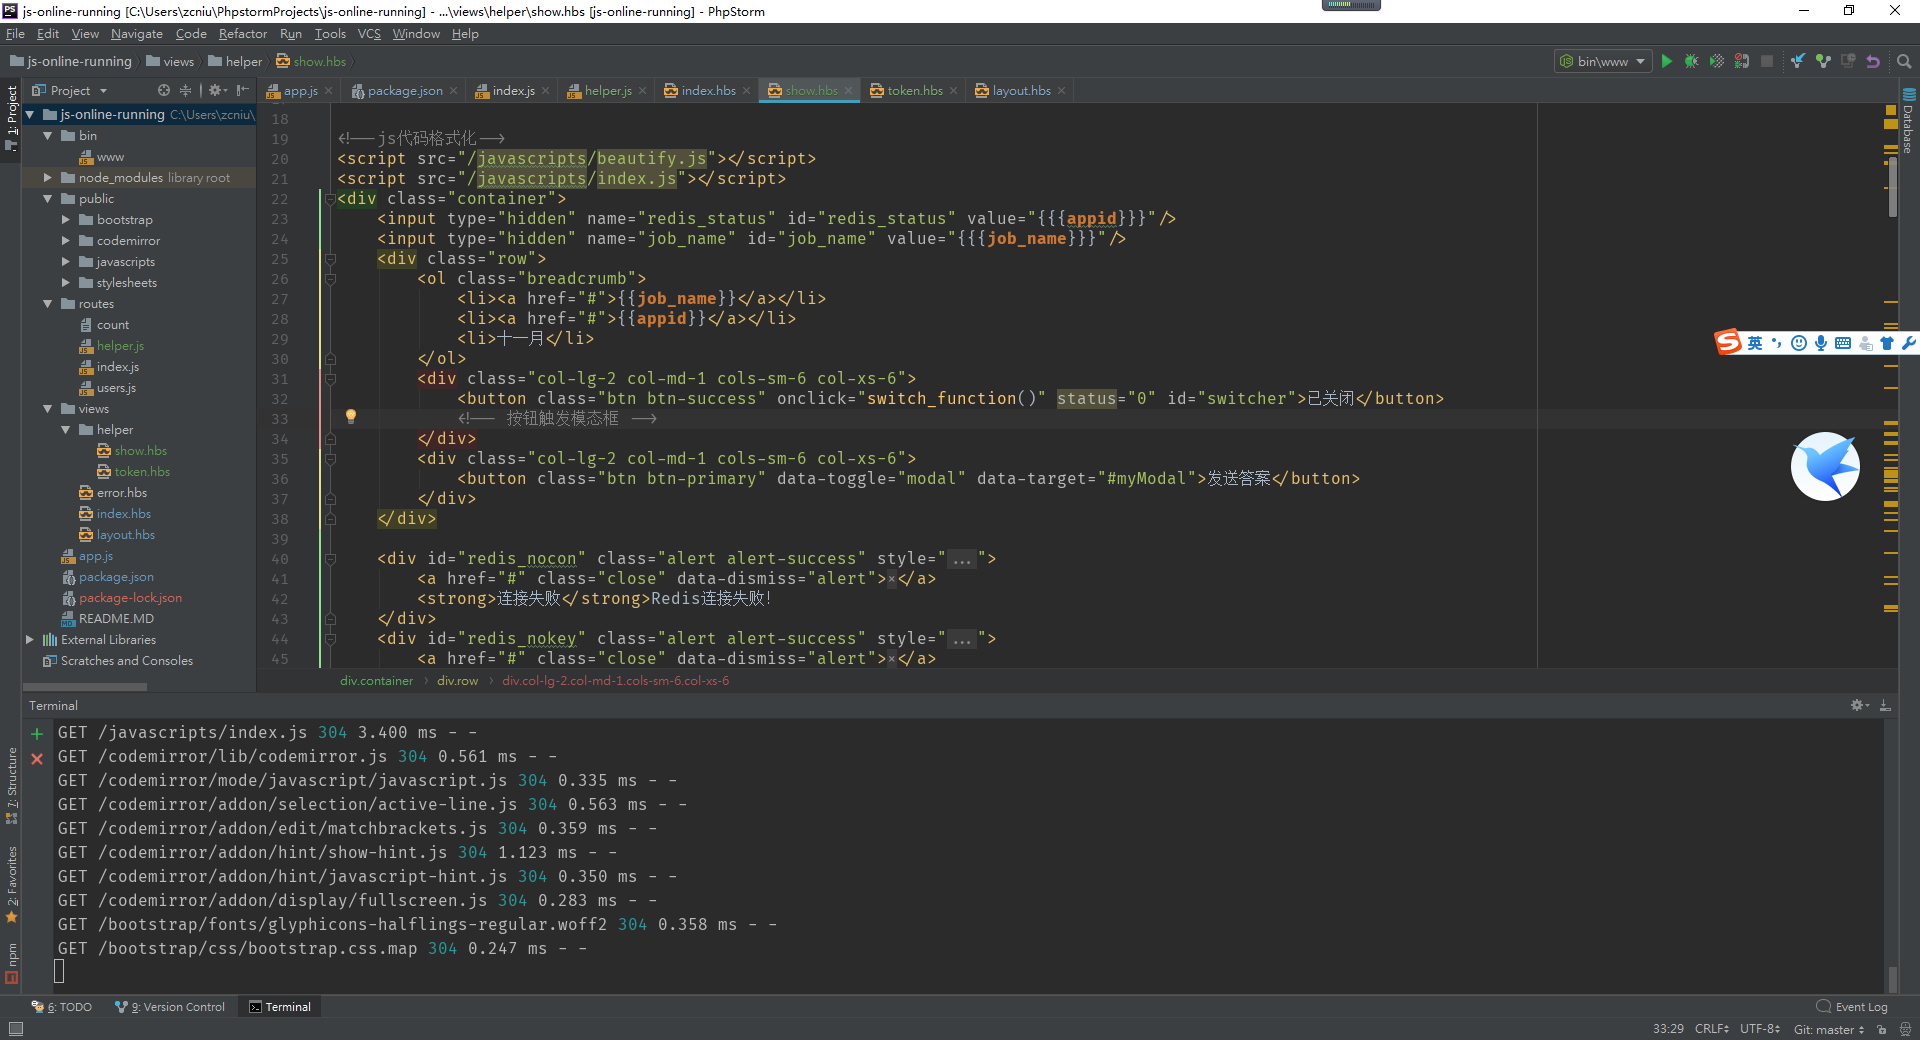 js-online-running [C:\Users\zcniu\PhpstormProjects\js-online-running] - ...\views\helper\show.hbs [js-online-running] - PhpStorm
File Edit View Navigate Code Refactor Run Tools VCS Window Help
js-online-running views helper show.hbs
bin\www
Project
app.js package.json index.js helper.js index.hbs show.hbs token.hbs layout.hbs
1: Project
Database
js-online-running C:\Users\zcniu\
bin
www
node_modules library root
public
bootstrap
codemirror
javascripts
stylesheets
routes
count
helper.js
index.js
users.js
views
helper
show.hbs
token.hbs
error.hbs
index.hbs
layout.hbs
app.js
package.json
package-lock.json
README.MD
External Libraries
Scratches and Consoles
18
19 <!--js代码格式化-->
20 <script src="/javascripts/beautify.js"></script>
21 <script src="/javascripts/index.js"></script>
22 <div class="container">
23 <input type="hidden" name="redis_status" id="redis_status" value="{{{appid}}}"/>
24 <input type="hidden" name="job_name" id="job_name" value="{{{job_name}}}"/>
25 <div class="row">
26 <ol class="breadcrumb">
27 <li><a href="#">{{job_name}}</a></li>
28 <li><a href="#">{{appid}}</a></li>
29 <li>十一月</li>
30 </ol>
31 <div class="col-lg-2 col-md-1 cols-sm-6 col-xs-6">
32 <button class="btn btn-success" onclick="switch_function()" status="0" id="switcher">已关闭</button>
33 <!-- 按钮触发模态框 -->
34 </div>
35 <div class="col-lg-2 col-md-1 cols-sm-6 col-xs-6">
36 <button class="btn btn-primary" data-toggle="modal" data-target="#myModal">发送答案</button>
37 </div>
38 </div>
39
40 <div id="redis_nocon" class="alert alert-success" style="...">
41 <a href="#" class="close" data-dismiss="alert">×</a>
42 <strong>连接失败</strong>Redis连接失败!
43 </div>
44 <div id="redis_nokey" class="alert alert-success" style="...">
45 <a href="#" class="close" data-dismiss="alert">×</a>
英
div.container div.row div.col-lg-2.col-md-1.cols-sm-6.col-xs-6
Terminal
GET /javascripts/index.js 304 3.400 ms - -
GET /codemirror/lib/codemirror.js 304 0.561 ms - -
GET /codemirror/mode/javascript/javascript.js 304 0.335 ms - -
GET /codemirror/addon/selection/active-line.js 304 0.563 ms - -
GET /codemirror/addon/edit/matchbrackets.js 304 0.359 ms - -
GET /codemirror/addon/hint/show-hint.js 304 1.123 ms - -
GET /codemirror/addon/hint/javascript-hint.js 304 0.350 ms - -
GET /codemirror/addon/display/fullscreen.js 304 0.283 ms - -
GET /bootstrap/fonts/glyphicons-halflings-regular.woff2 304 0.358 ms - -
GET /bootstrap/css/bootstrap.css.map 304 0.247 ms - -
7: Structure
2: Favorites
npm
6: TODO 9: Version Control Terminal Event Log
33:29 CRLF UTF-8 Git: master